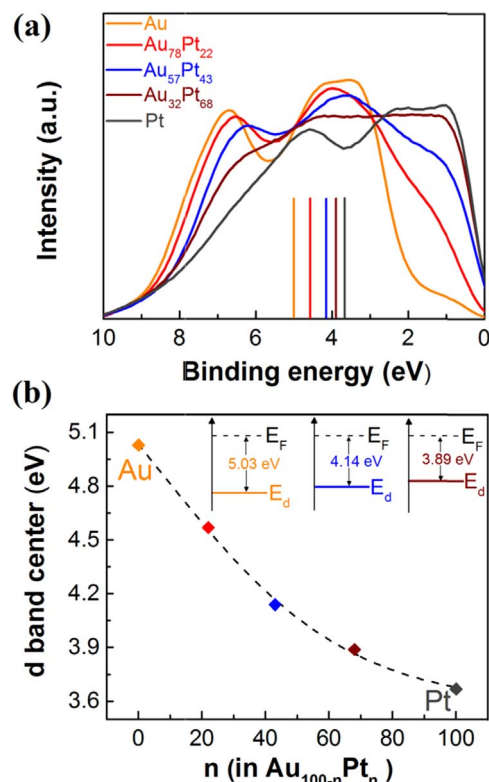 (a)
Au
Au78Pt22
Au57Pt43
Au32Pt68
Pt
Intensity (a.u.)
10 8 6 4 2 0
Binding energy (eV)
(b)
5.1
4.8
4.5
4.2
3.9
3.6
d band center (eV)
Au
EF
5.03 eV
Ed
EF
4.14 eV
Ed
EF
3.89 eV
Ed
Pt
0 20 40 60 80 100
n (in Au100-nPtn)